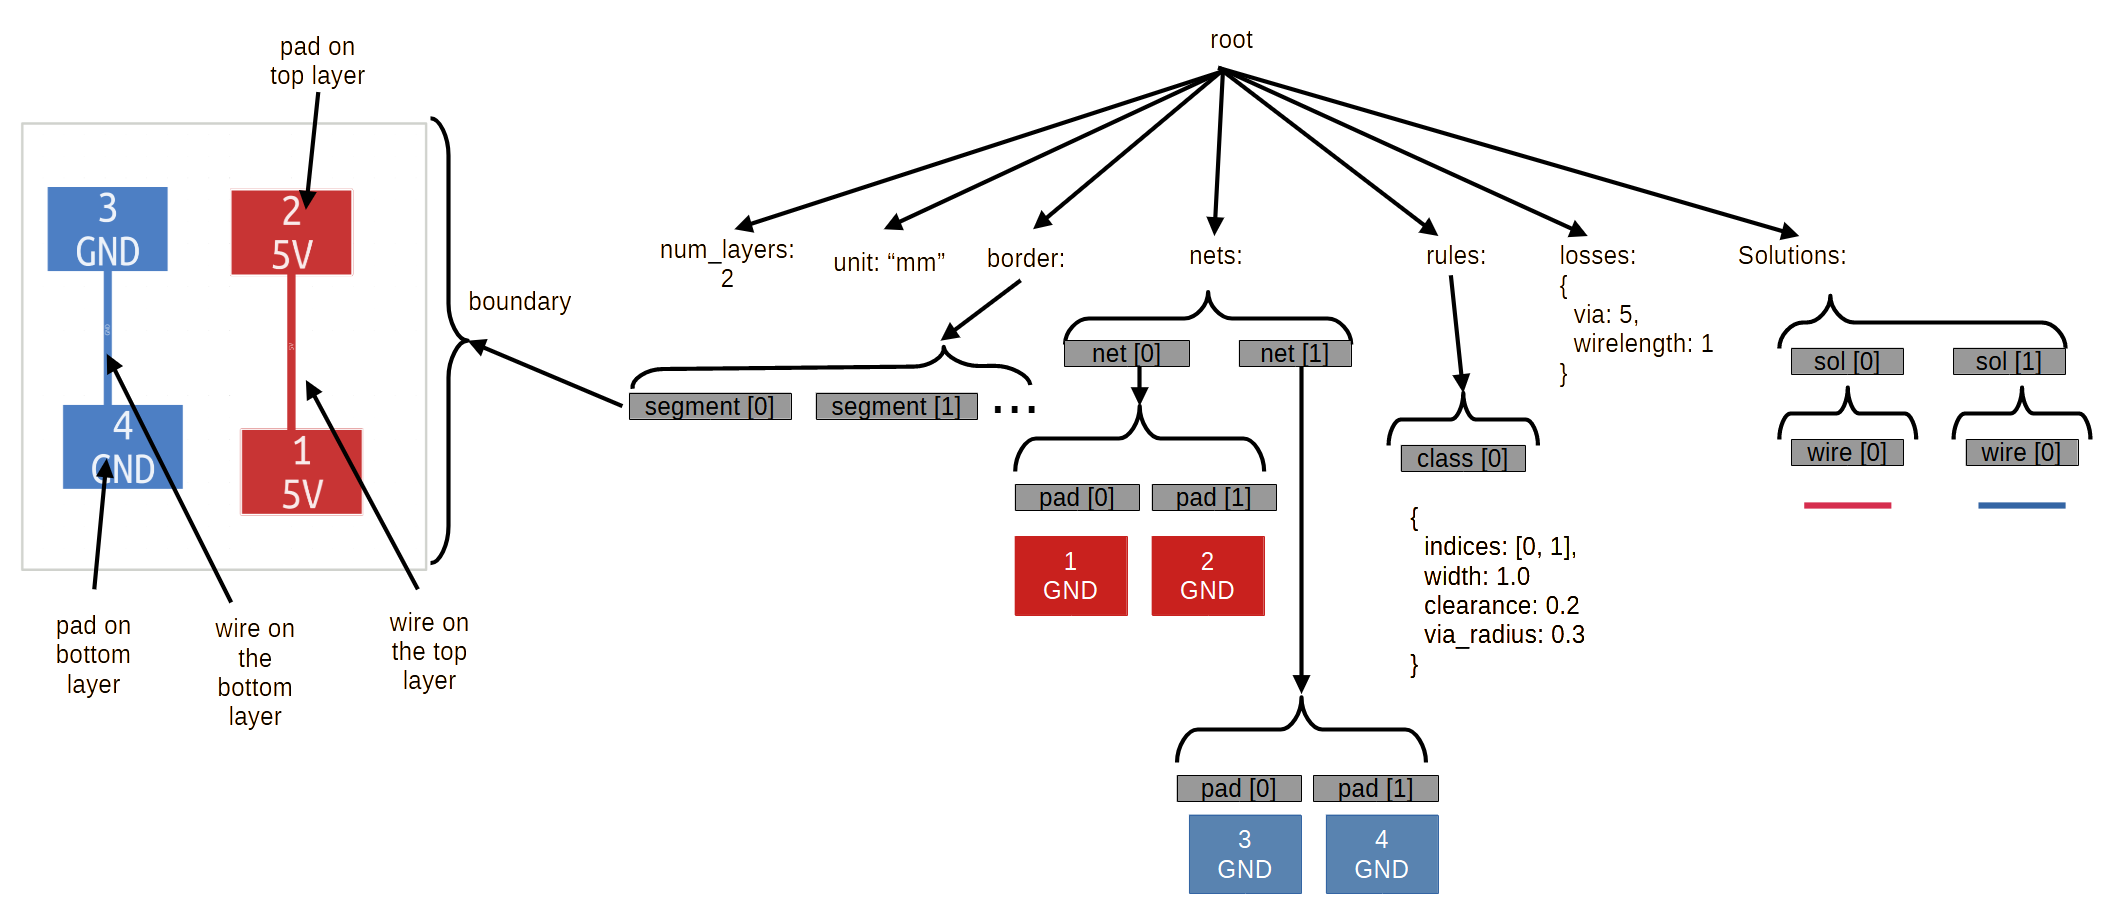 pad on
top layer
3
GND
2
5V
GND
5V
4
GND
1
5V
boundary
pad on
bottom
layer
wire on
the
bottom
layer
wire on
the top
layer
root
num_layers:
2
unit: “mm”
border:
nets:
rules:
losses:
{
via: 5,
wirelength: 1
}
Solutions:
segment [0]
segment [1]
...
net [0]
net [1]
pad [0]
pad [1]
1
GND
2
GND
pad [0]
pad [1]
3
GND
4
GND
class [0]
{
indices: [0, 1],
width: 1.0
clearance: 0.2
via_radius: 0.3
}
sol [0]
sol [1]
wire [0]
wire [0]